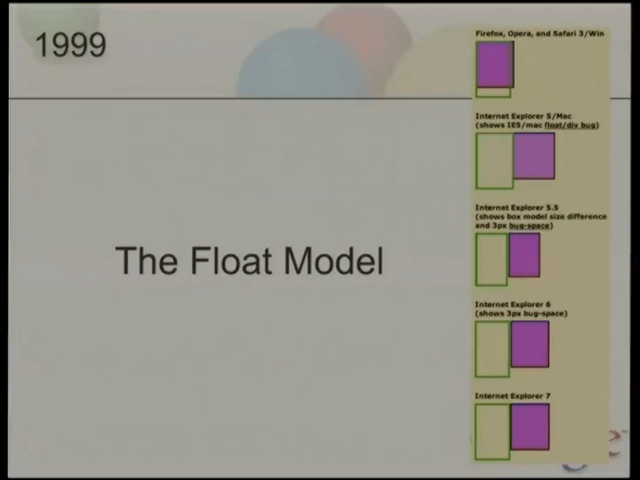 1999
The Float Model
Firefox, Opera, and Safari 3/Win
Internet Explorer 5/Mac
(shows IE5/mac float/div bug)
Internet Explorer 5.5
(shows box model size difference
and 3px bug-space)
Internet Explorer 6
(shows 3px bug-space)
Internet Explorer 7